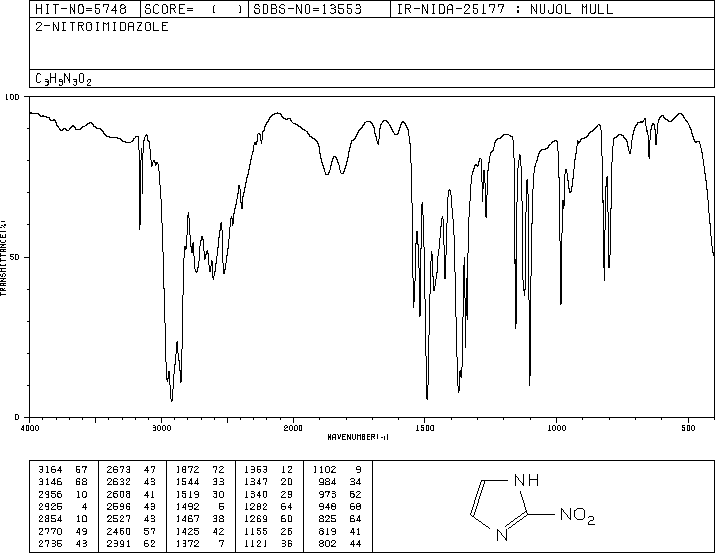 HIT-NO=5748 SCORE= ( ) SDBS-NO=13553 IR-NIDA-25177 : NUJOL MULL
2-NITROIMIDAZOLE
C3H3N3O2
100
50
0
TRANSMITTANCE(%)
4000 3000 2000 1500 1000 500
WAVENUMBER(-1)
3164 57 2673 47 1872 72 1363 12 1102 9
3146 68 2632 43 1544 33 1347 20 984 34
2956 10 2608 41 1519 30 1340 29 973 62
2925 4 2596 43 1492 5 1282 64 948 68
2854 10 2527 43 1467 38 1269 60 825 64
2770 49 2460 57 1425 42 1155 26 819 41
2735 43 2391 62 1372 7 1121 36 802 44
NH
N
NO2